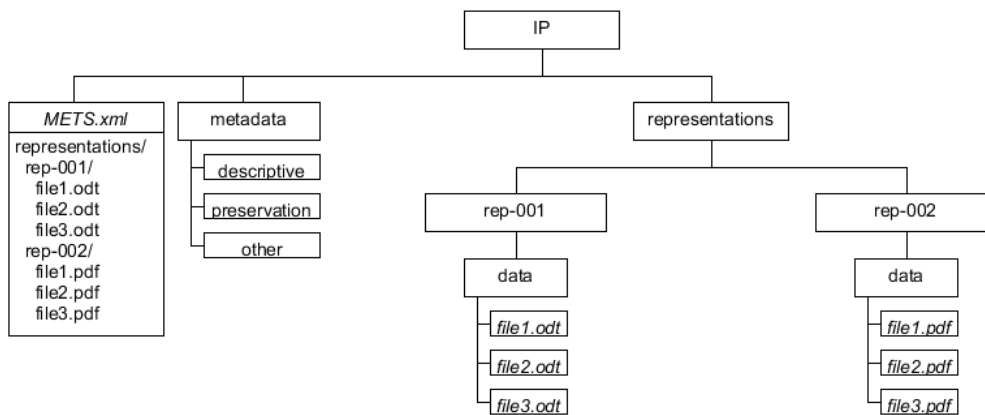 IP
METS.xml
representations/
rep-001/
file1.odt
file2.odt
file3.odt
rep-002/
file1.pdf
file2.pdf
file3.pdf
metadata
descriptive
preservation
other
representations
rep-001
data
file1.odt
file2.odt
file3.odt
rep-002
data
file1.pdf
file2.pdf
file3.pdf